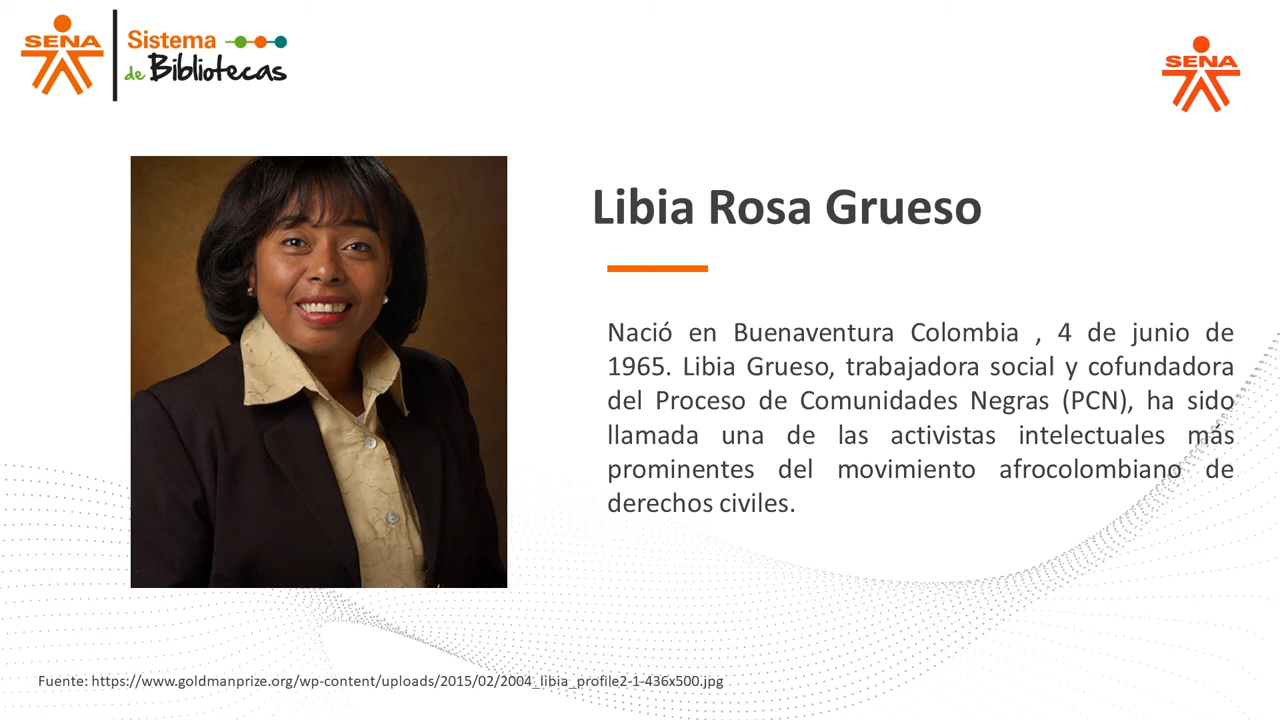 SENA
Sistema
de Bibliotecas
SENA
Libia Rosa Grueso
Nació en Buenaventura Colombia , 4 de junio de
1965. Libia Grueso, trabajadora social y cofundadora
del Proceso de Comunidades Negras (PCN), ha sido
llamada una de las activistas intelectuales más
prominentes del movimiento afrocolombiano de
derechos civiles.
Fuente: https://www.goldmanprize.org/wp-content/uploads/2015/02/2004_libia_profile2-1-436x500.jpg